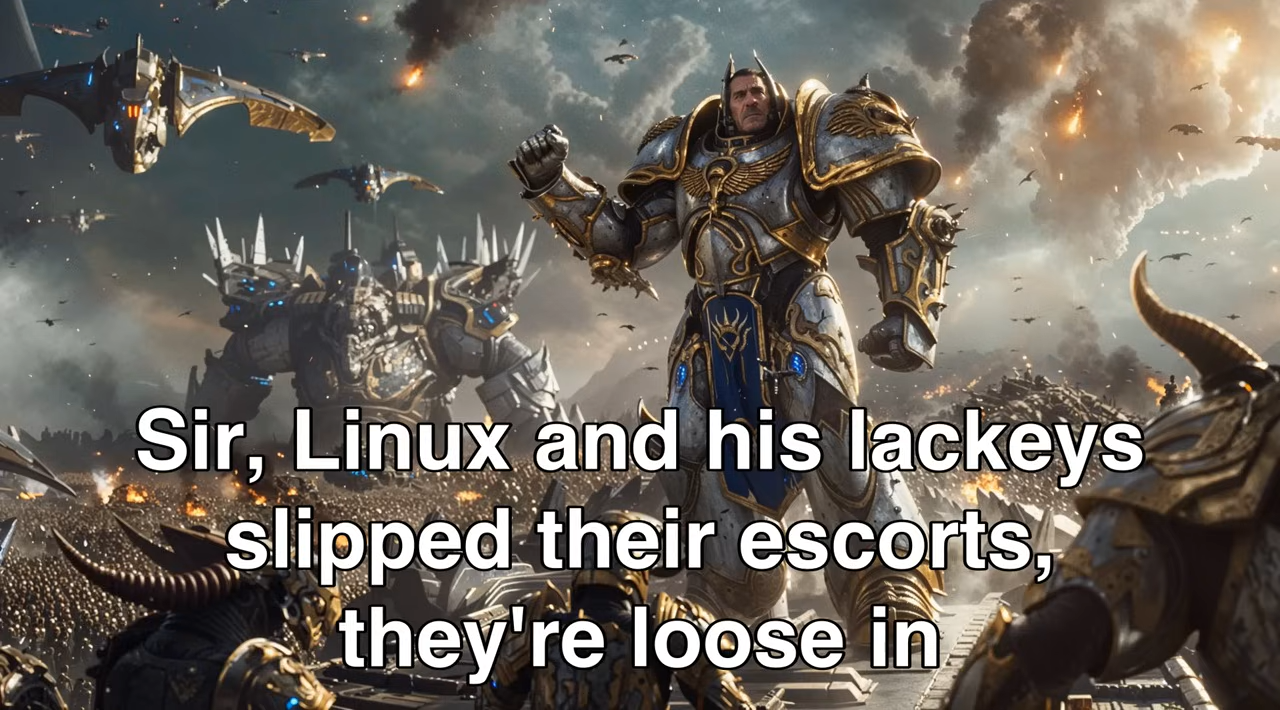 Sir, Linux and his lackeys
slipped their escorts,
they're loose in